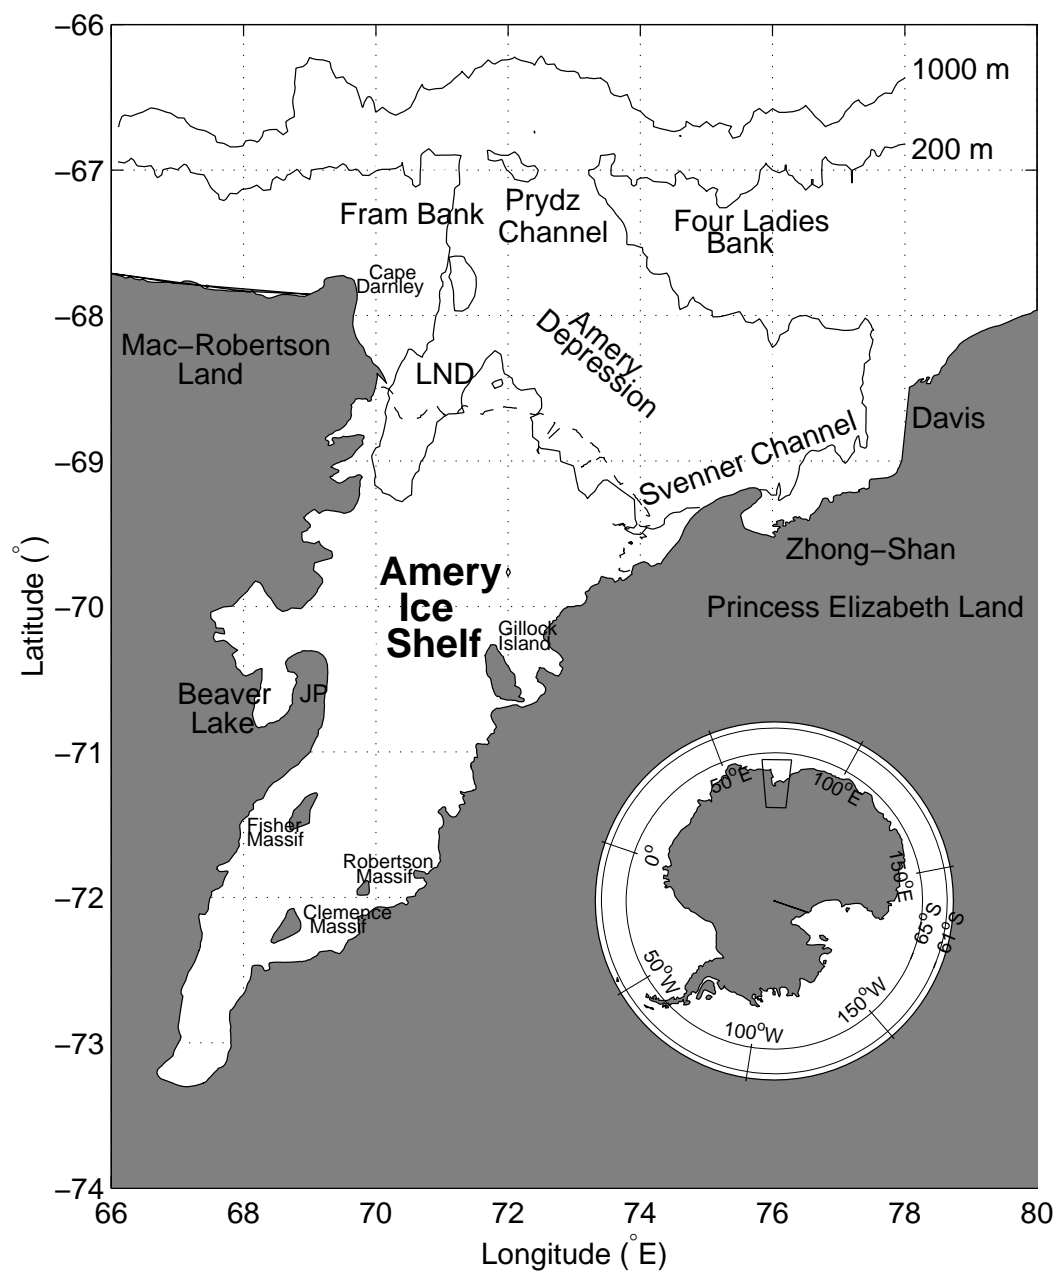 −66
1000 m
200 m
−67
Fram Bank
Prydz
Channel
Four Ladies
Bank
Cape
Darnley
−68
Mac−Robertson
Land
Amery
Depression
LND
Davis
Svenner Channel
−69
Zhong−Shan
Amery
Ice
Shelf
−70
Princess Elizabeth Land
Gillock
Island
Latitude (°)
Beaver
Lake
JP
−71
Fisher
Massif
Robertson
Massif
−72
Clemence
Massif
−73
−74
50°E
100°E
0°
150°E
65°S
61°S
50°W
150°W
100°W
66
68
70
72
74
76
78
80
Longitude (°E)